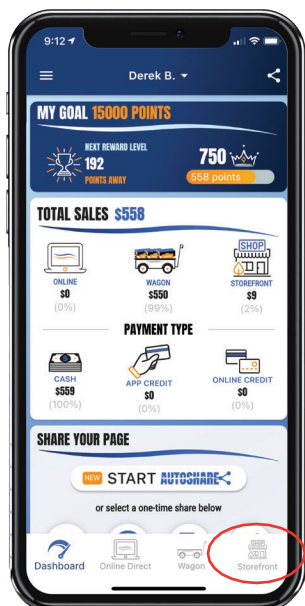 9:12
Derek B.
MY GOAL 15000 POINTS
NEXT REWARD LEVEL
192
POINTS AWAY
750
558 points
TOTAL SALES $558
SHOP
ONLINE
$0
(0%)
WAGON
$550
(99%)
STOREFRONT
$9
(2%)
PAYMENT TYPE
CASH
$559
(100%)
APP CREDIT
$0
(0%)
ONLINE CREDIT
$0
(0%)
SHARE YOUR PAGE
NEW START AUTOSHARE
or select a one-time share below
Dashboard
Online Direct
Wagon
Storefront